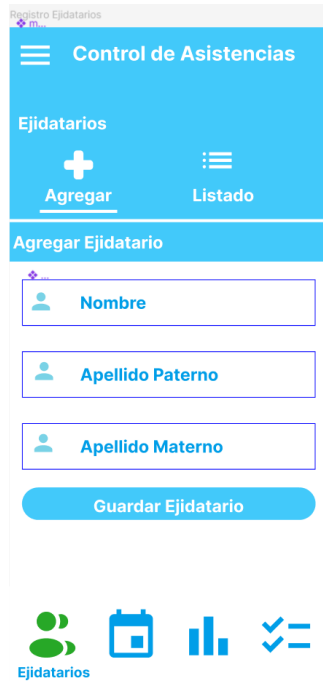 Registro Ejidatarios
m...
Control de Asistencias
Ejidatarios
Agregar
Listado
Agregar Ejidatario
...
Nombre
Apellido Paterno
Apellido Materno
Guardar Ejidatario
Ejidatarios